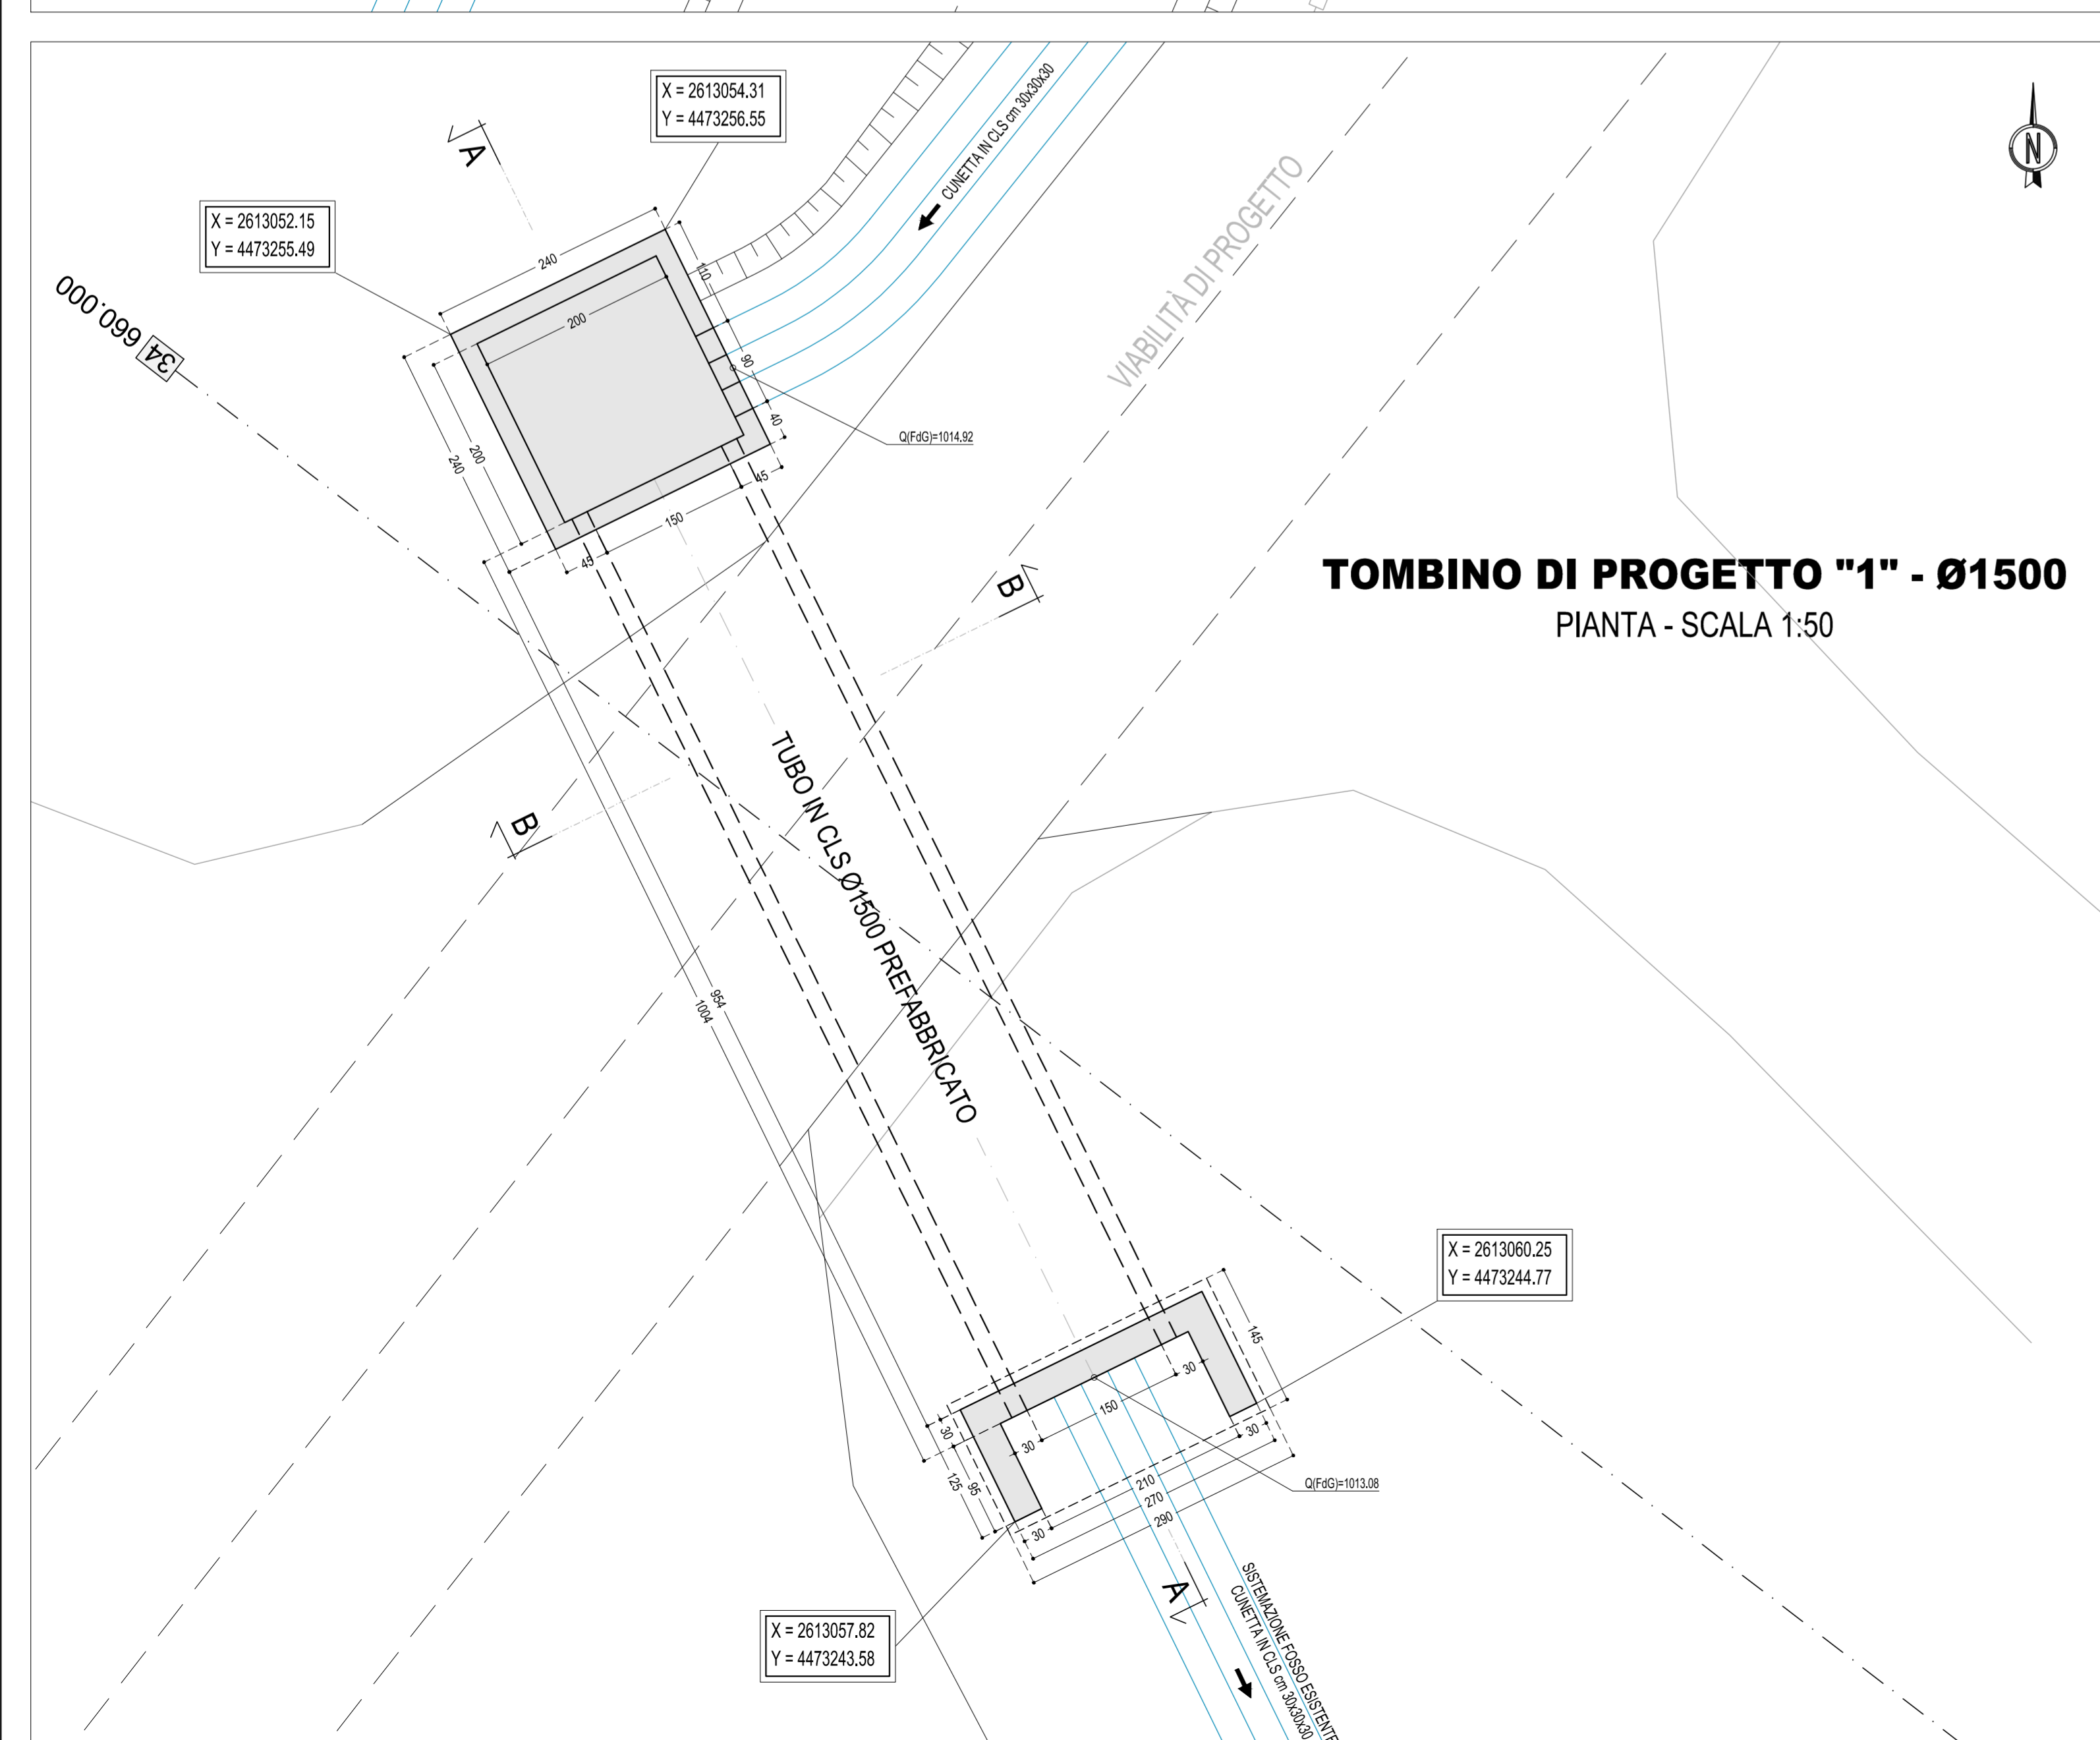 X = 2613054.31
Y = 4473256.55
CUNETTA IN CLS cm 30x30x30
N
A
X = 2613052.15
Y = 4473255.49
VIABILITÀ DI PROGETTO
34 660.000
240
110
200
90
40
Q(FdG)=1014.92
240
200
45
150
45
B
TOMBINO DI PROGETTO "1" - Ø1500
PIANTA - SCALA 1:50
B
TUBO IN CLS Ø1500 PREFABBRICATO
954
1004
X = 2613060.25
Y = 4473244.77
145
30
150
30
30
30
125
95
210
270
290
30
Q(FdG)=1013.08
A
SISTEMAZIONE FOSSO ESISTENTE
CUNETTA IN CLS cm 30x30x30
X = 2613057.82
Y = 4473243.58